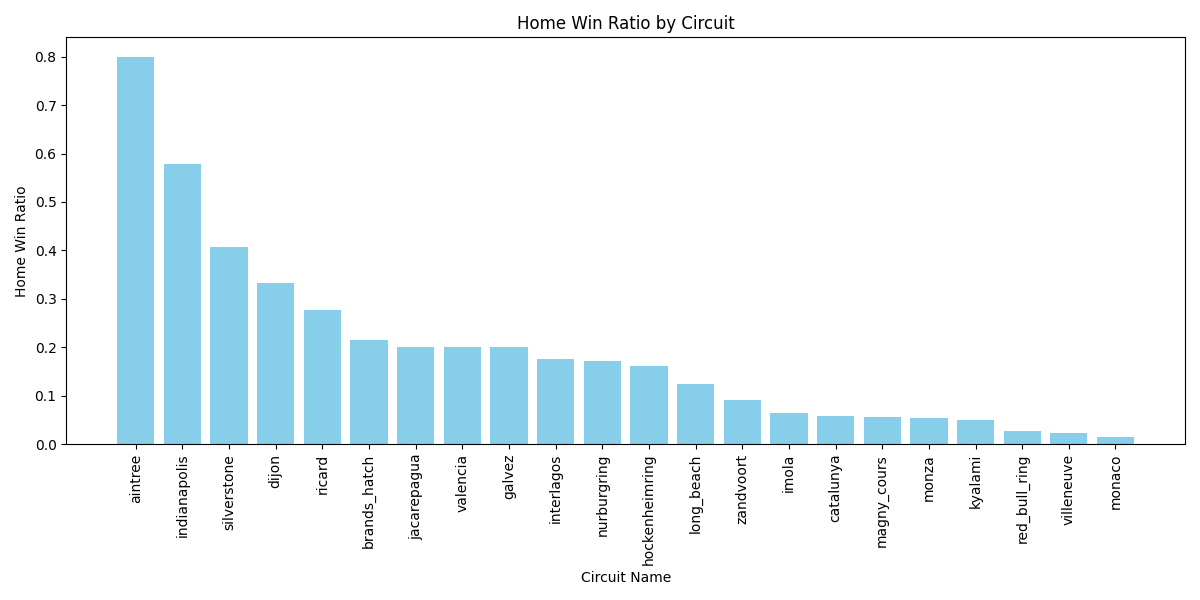 Home Win Ratio by Circuit
Home Win Ratio
0.8
0.7
0.6
0.5
0.4
0.3
0.2
0.1
0.0
aintree
indianapolis
silverstone
dijon
ricard
brands_hatch
jacarepagua
valencia
galvez
interlagos
nurburgring
hockenheimring
long_beach
zandvoort
imola
catalunya
magny_cours
monza
kyalami
red_bull_ring
villeneuve
monaco
Circuit Name